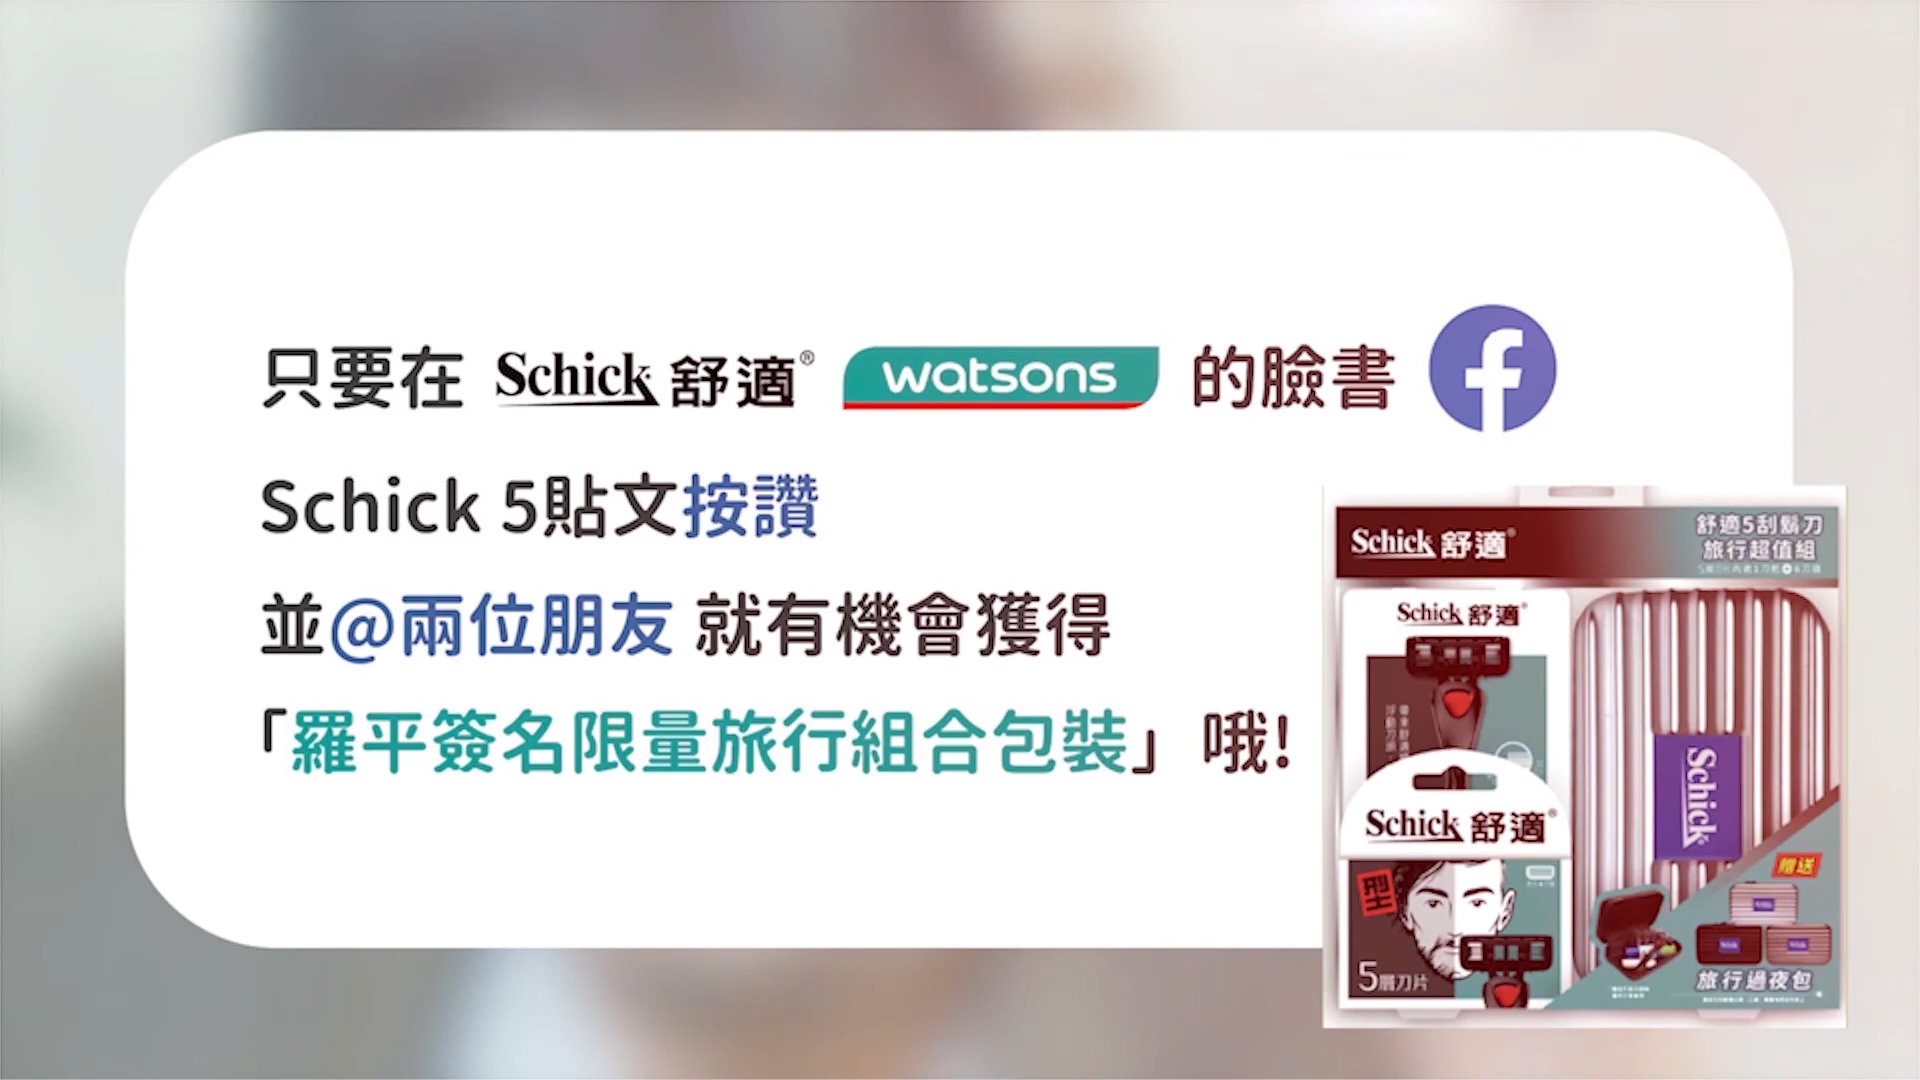 只要在 Schick 舒適® watsons 的臉書
Schick 5貼文按讚
並@兩位朋友 就有機會獲得
「羅平簽名限量旅行組合包裝」哦!
Schick 舒適®
舒適5刮鬍刀
旅行超值組
Schick 舒適®
Schick
Schick 舒適®
型
5層刀片
贈送
旅行過夜包